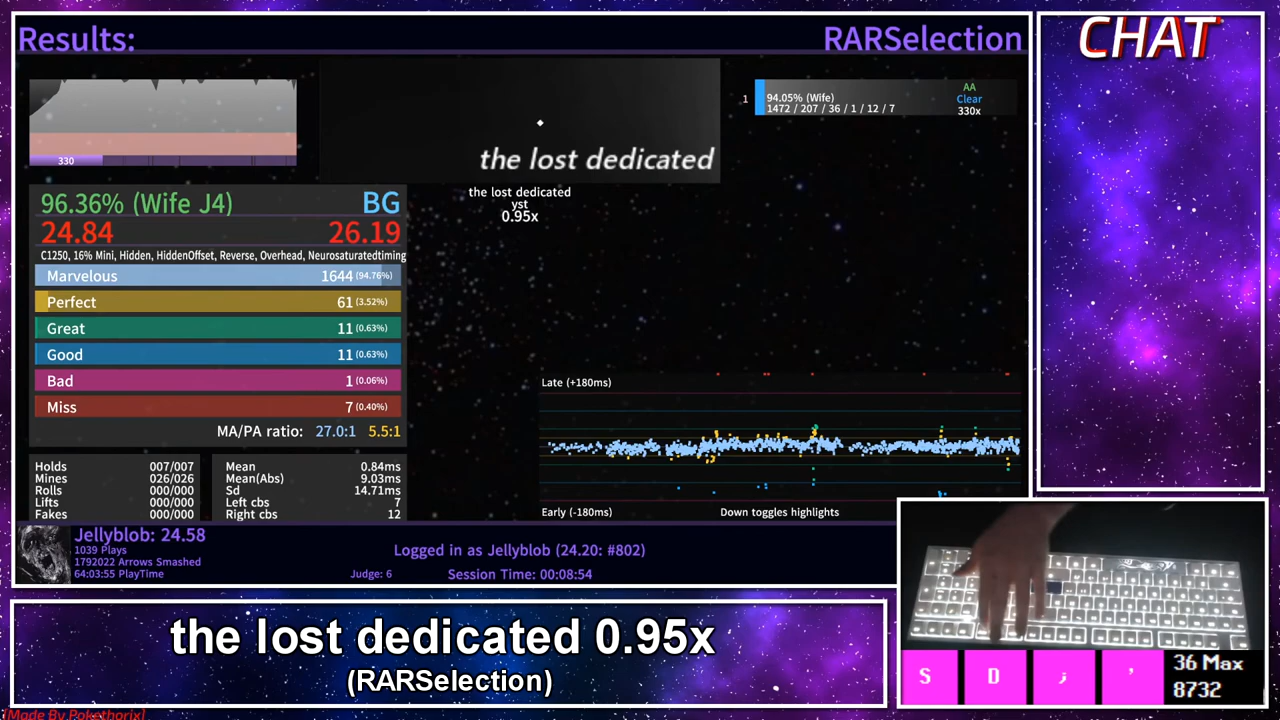 Results:
RARSelection
CHAT
330
the lost dedicated
the lost dedicated
yst
0.95x
1
94.05% (Wife)
1472 / 207 / 36 / 1 / 12 / 7
AA
Clear
330x
96.36% (Wife J4)
BG
24.84
26.19
C1250, 16% Mini, Hidden, HiddenOffset, Reverse, Overhead, Neurosaturatedtiming
Marvelous 1644 (94.76%)
Perfect 61 (3.52%)
Great 11 (0.63%)
Good 11 (0.63%)
Bad 1 (0.06%)
Miss 7 (0.40%)
MA/PA ratio: 27.0:1 5.5:1
Holds 007/007
Mines 026/026
Rolls 000/000
Lifts 000/000
Fakes 000/000
Mean 0.84ms
Mean(Abs) 9.03ms
Sd 14.71ms
Left cbs 7
Right cbs 12
Late (+180ms)
Early (-180ms)
Down toggles highlights
Jellyblob: 24.58
1039 Plays
1792022 Arrows Smashed
64:03:55 PlayTime
Logged in as Jellyblob (24.20: #802)
Judge: 6
Session Time: 00:08:54
the lost dedicated 0.95x
(RARSelection)
S D ; '
36 Max
8732
[Made By Pokethorix]